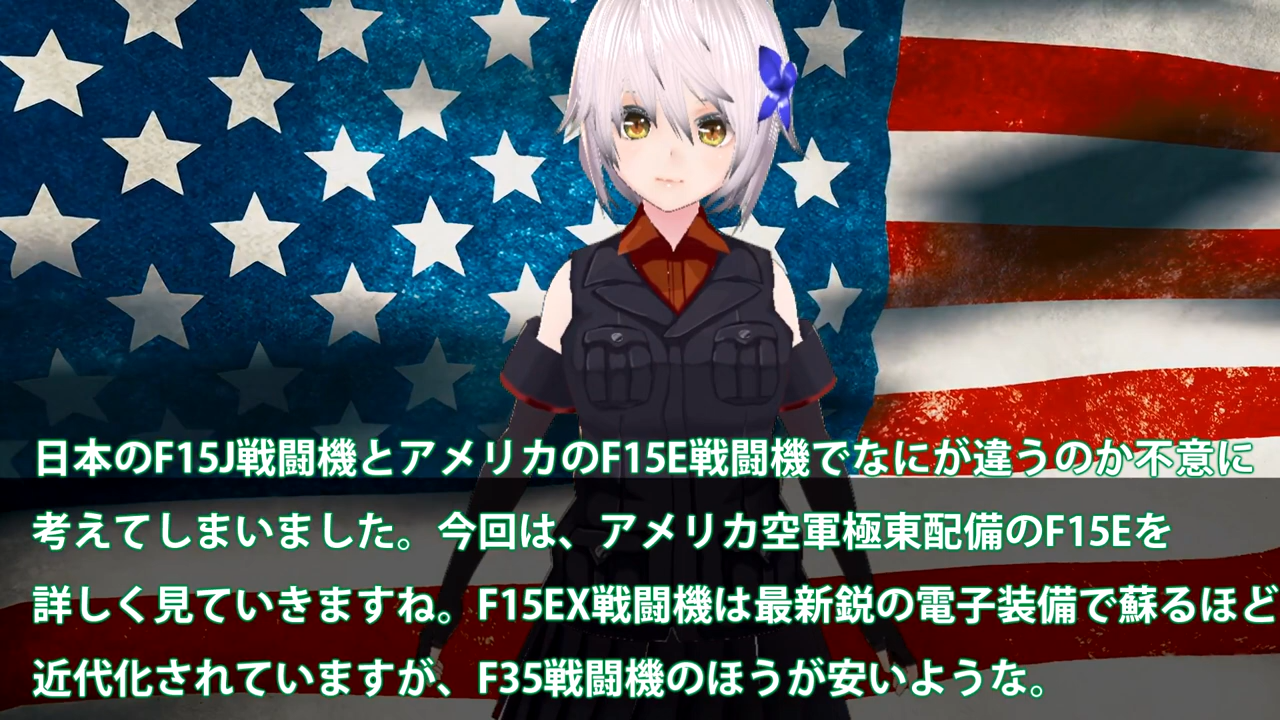 日本のF15J戦闘機とアメリカのF15E戦闘機でなにが違うのか不意に
考えてしまいました。今回は、アメリカ空軍極東配備のF15Eを
詳しく見ていきますね。F15EX戦闘機は最新鋭の電子装備で蘇るほど
近代化されていますが、F35戦闘機のほうが安いような。